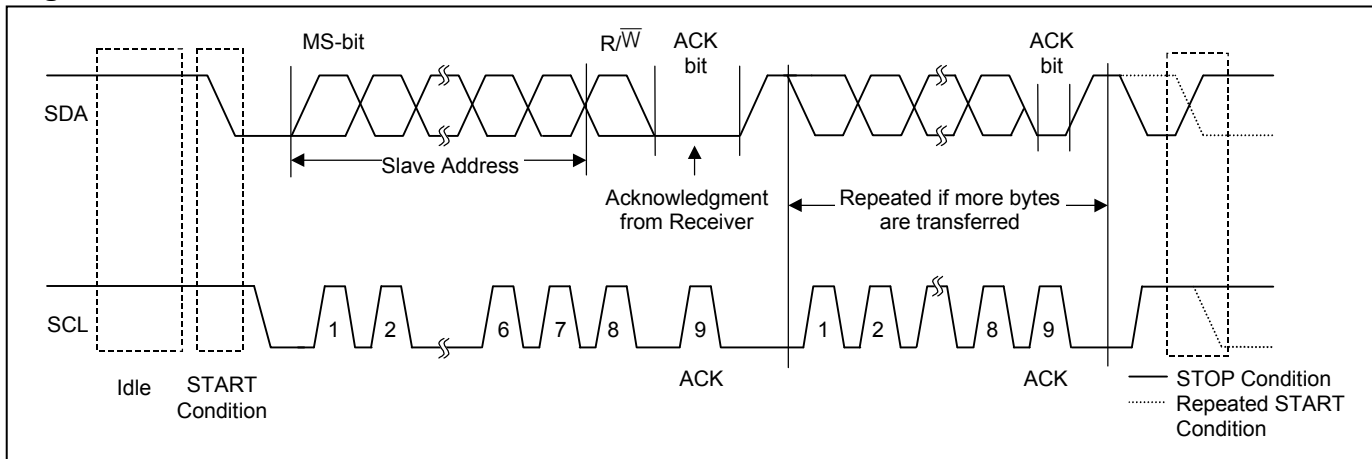 MS-bit
R/W̅
ACK
bit
ACK
bit
SDA
Slave Address
Acknowledgment
from Receiver
Repeated if more bytes
are transferred
SCL
1 2 6 7 8 9 1 2 8 9
Idle
START
Condition
ACK
ACK
STOP Condition
Repeated START
Condition